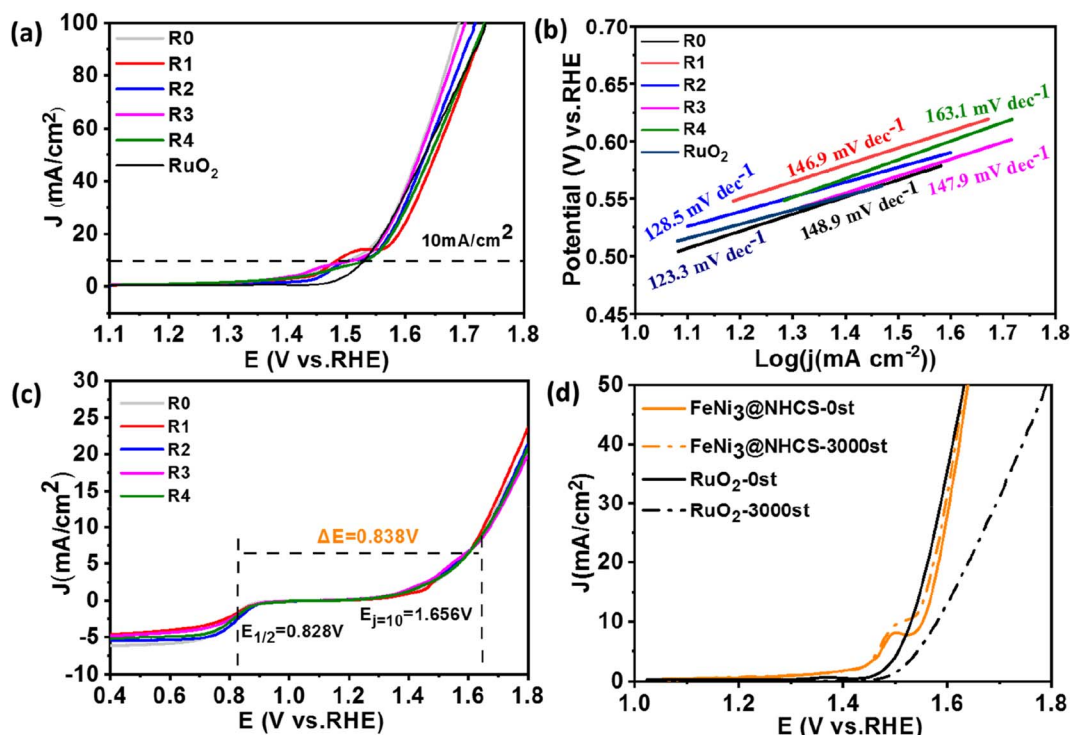 (a)
100
80
60
40
20
0
J (mA/cm2)
R0
R1
R2
R3
R4
RuO2
10mA/cm2
1.1 1.2 1.3 1.4 1.5 1.6 1.7 1.8
E (V vs.RHE)
(b)
0.70
0.65
0.60
0.55
0.50
0.45
Potential (V) vs.RHE
R0
R1
R2
R3
R4
RuO2
163.1 mV dec-1
146.9 mV dec-1
128.5 mV dec-1
147.9 mV dec-1
148.9 mV dec-1
123.3 mV dec-1
1.0 1.1 1.2 1.3 1.4 1.5 1.6 1.7 1.8
Log(j(mA cm-2))
(c)
30
25
20
15
10
5
0
-5
-10
J(mA/cm2)
R0
R1
R2
R3
R4
ΔE=0.838V
E1/2=0.828V
Ej=10=1.656V
0.4 0.6 0.8 1.0 1.2 1.4 1.6 1.8
E (V vs.RHE)
(d)
50
40
30
20
10
0
J(mA/cm2)
FeNi3@NHCS-0st
FeNi3@NHCS-3000st
RuO2-0st
RuO2-3000st
1.0 1.2 1.4 1.6 1.8
E (V vs.RHE)